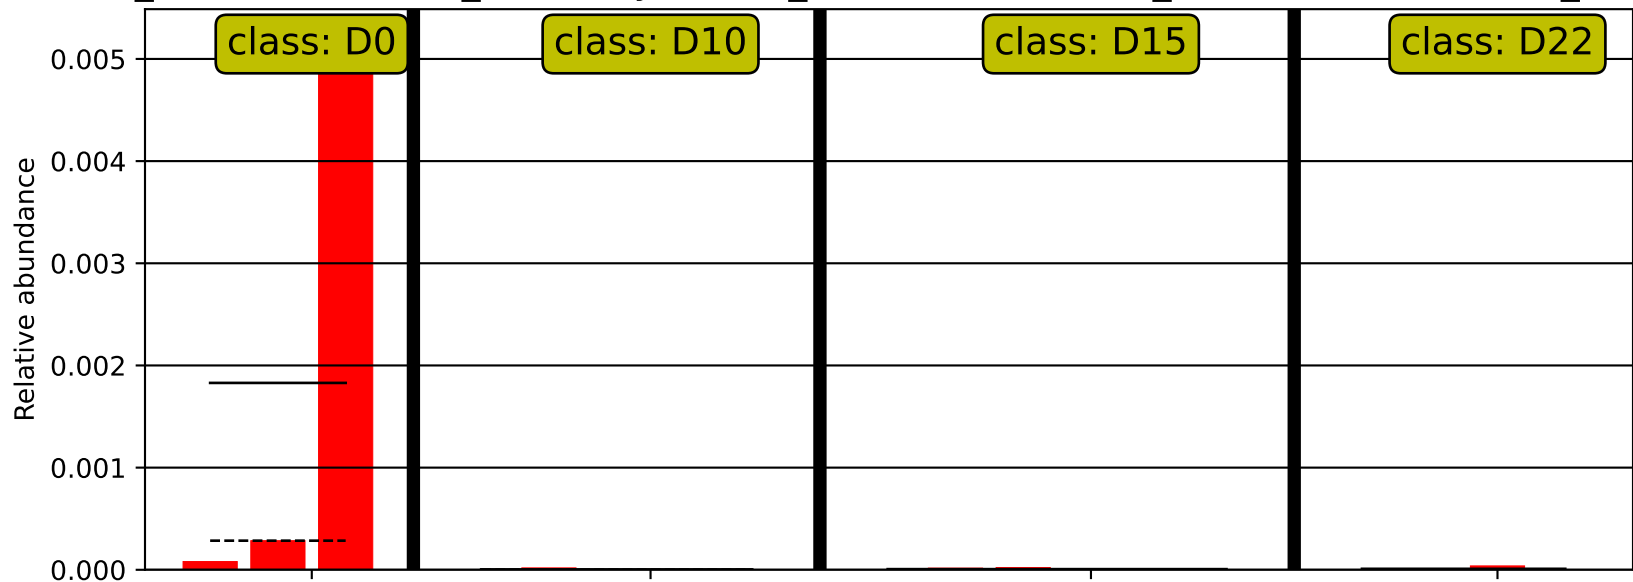 class: D0
class: D10
class: D15
class: D22
0.005
0.004
0.003
0.002
0.001
0.000
Relative abundance